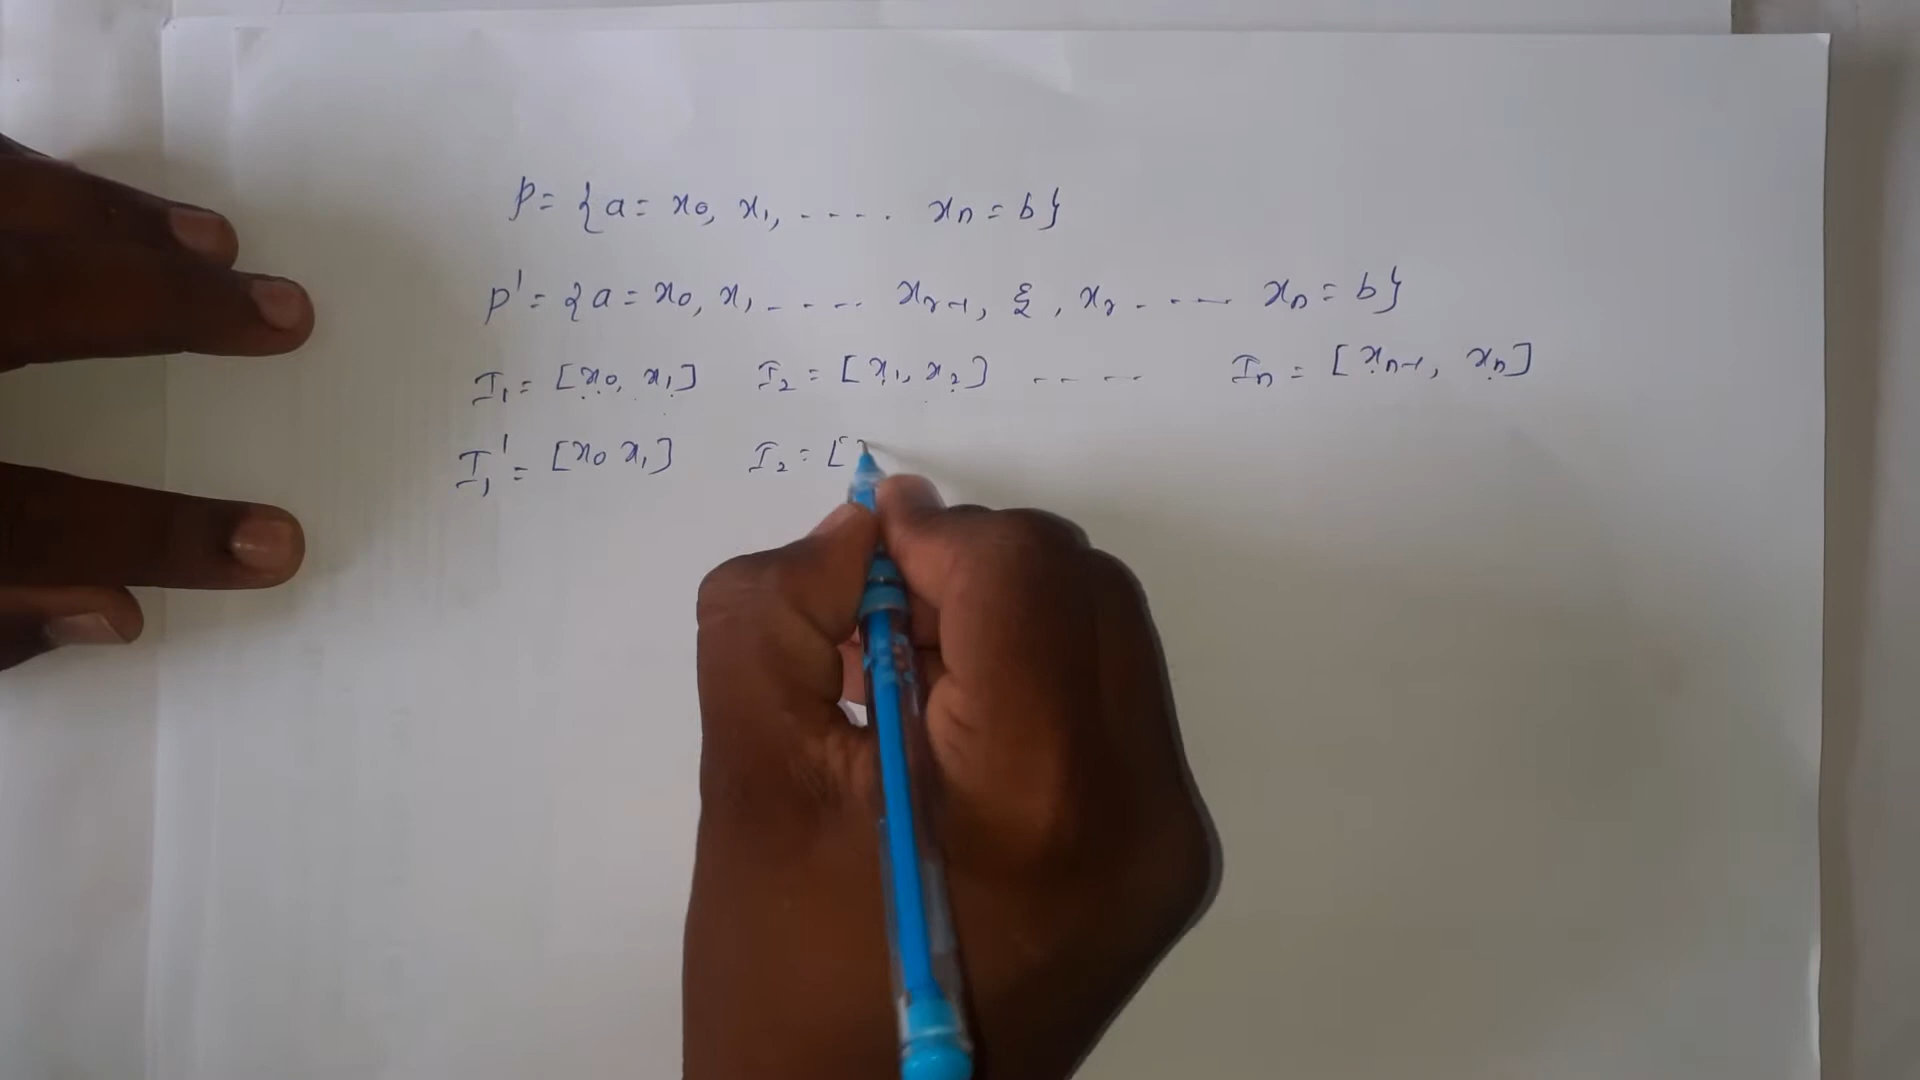 P = {a = x₀, x₁, ----. xₙ = b}
P' = {a = x₀, x₁ ---- xᵣ₋₁, ξ, xᵣ ---- xₙ = b}
I₁ = [x₀, x₁] I₂ = [x₁, x₂] ---- Iₙ = [xₙ₋₁, xₙ]
I₁' = [x₀ x₁] I₂ = [